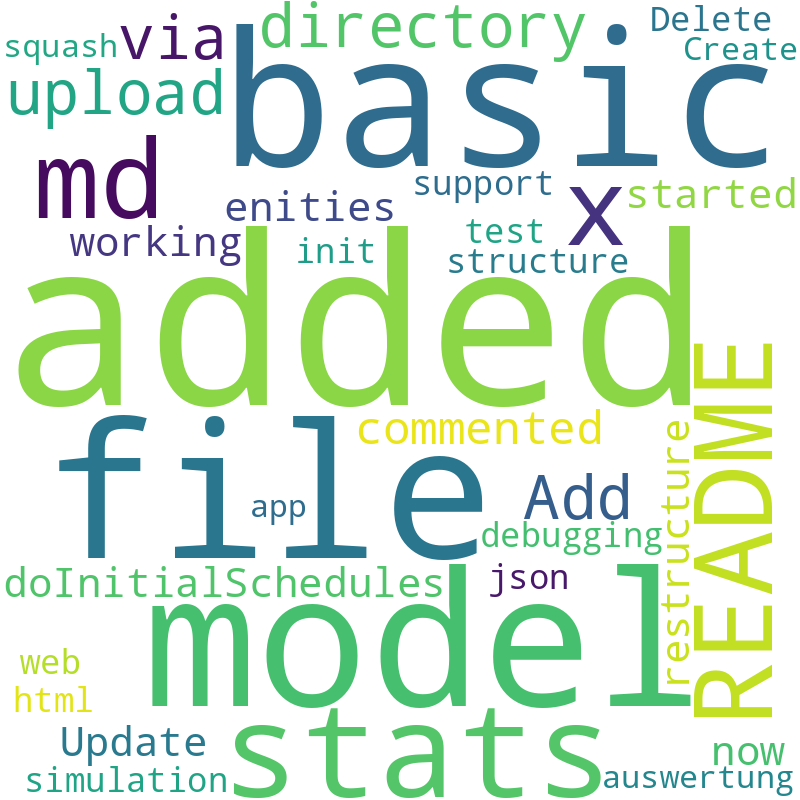 squash
via
directory
Delete
Create
upload
basic
md
enities
support
x
started
working
init
test
structure
added
README
file
commented
restructure
app
Add
debugging
doInitialSchedules
json
model
web
html
stats
Update
now
simulation
auswertung